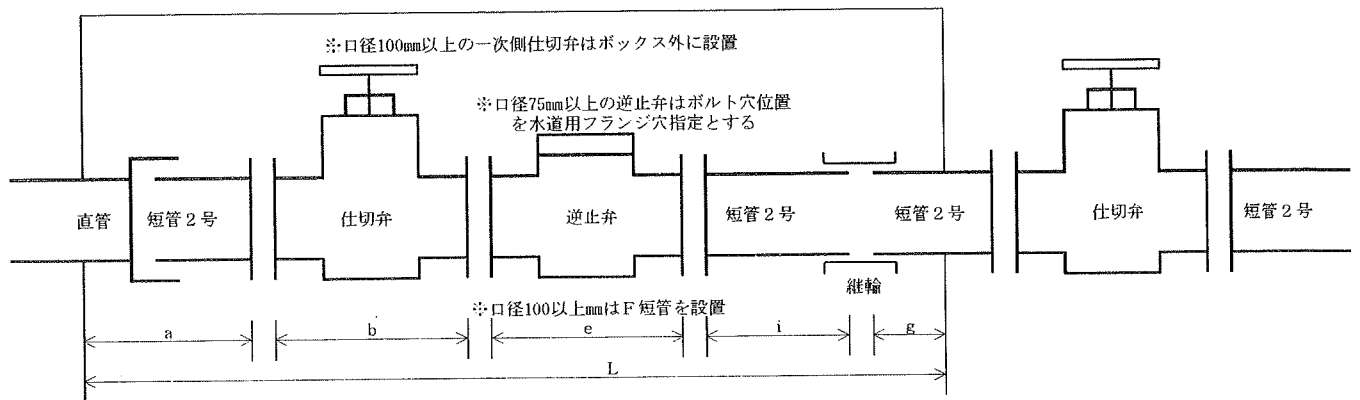 ※口径100㎜以上の一次側仕切弁はボックス外に設置
※口径75㎜以上の逆止弁はボルト穴位置
を水道用フランジ穴指定とする
直管
短管２号
仕切弁
逆止弁
短管２号
短管２号
仕切弁
短管２号
継輪
※口径100以上㎜はＦ短管を設置
a
b
e
i
g
L